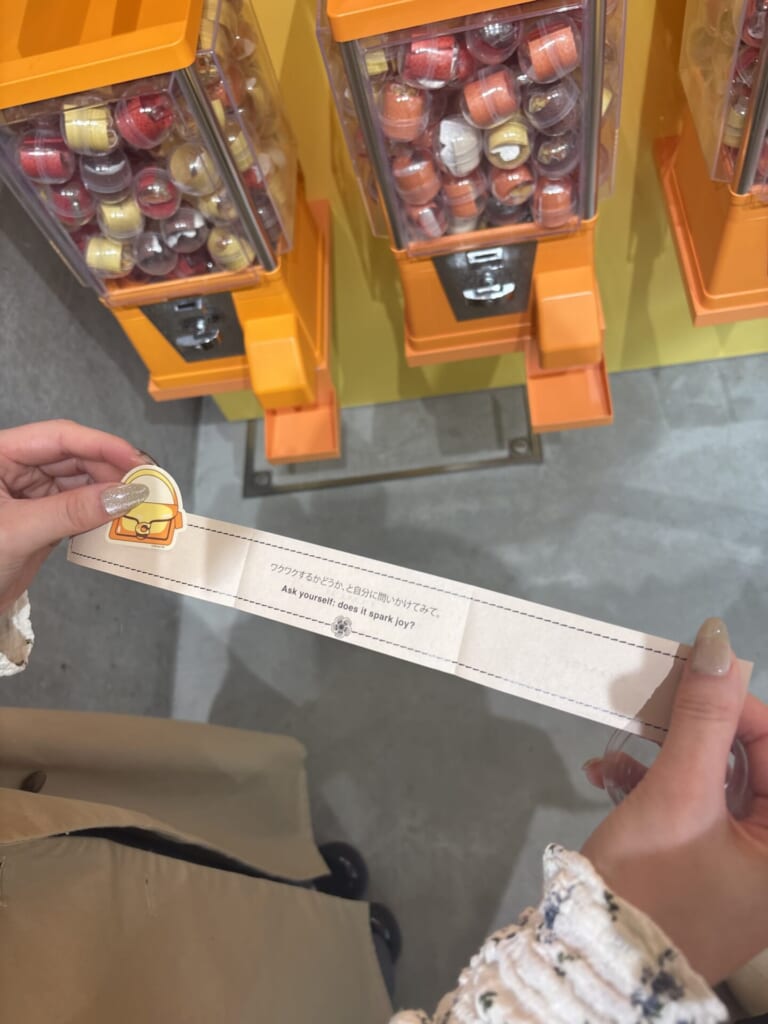 ワクワクするかどうか、と自分に問いかけてみて。
Ask yourself: does it spark joy?